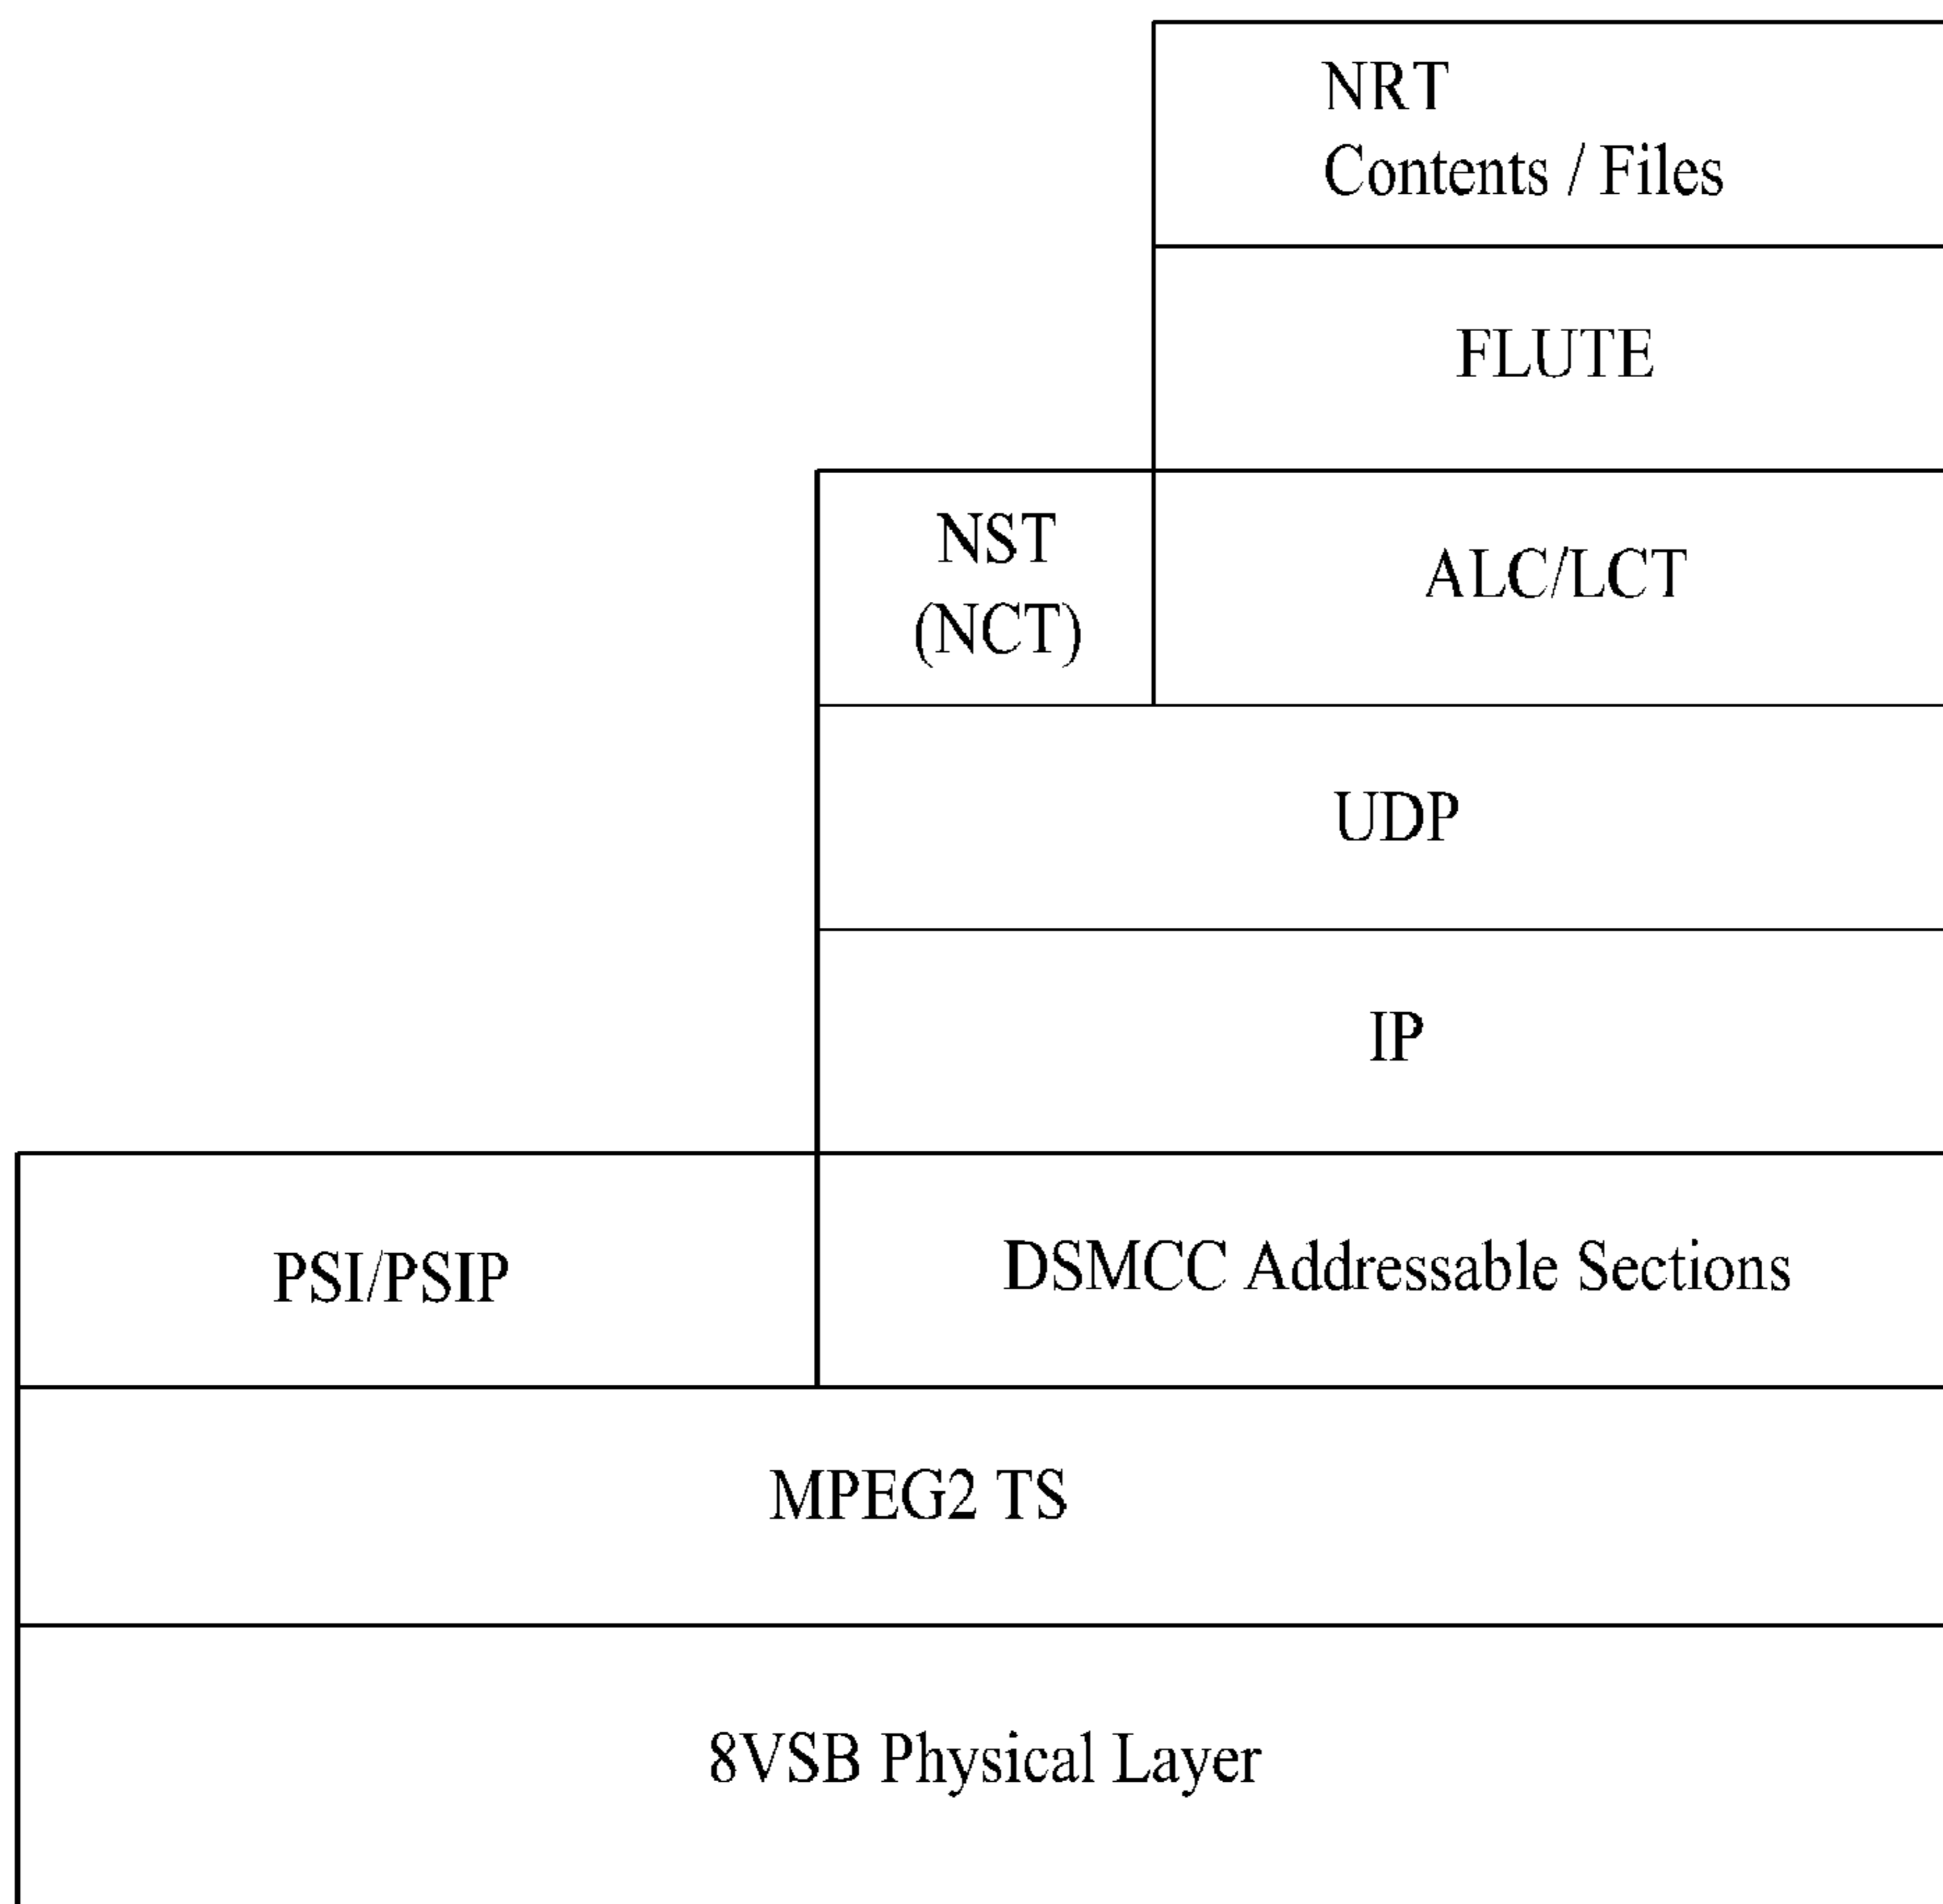 NRT
Contents / Files
FLUTE
NST
(NCT)
ALC/LCT
UDP
IP
PSI/PSIP
DSMCC Addressable Sections
MPEG2 TS
8VSB Physical Layer